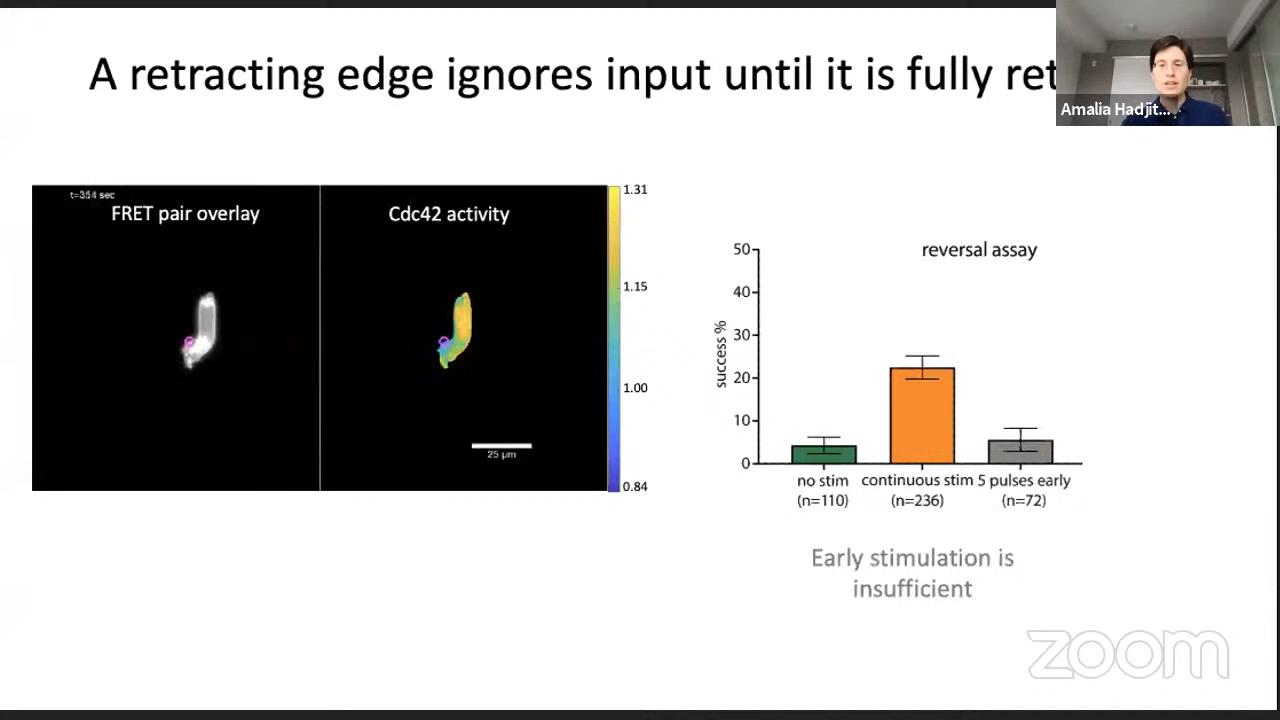 A retracting edge ignores input until it is fully ret
Amalia Hadjit...
t=354 sec
FRET pair overlay
Cdc42 activity
1.31
1.15
1.00
0.84
25 µm
reversal assay
success %
50
40
30
20
10
0
no stim
(n=110)
continuous stim
(n=236)
5 pulses early
(n=72)
Early stimulation is
insufficient
zoom